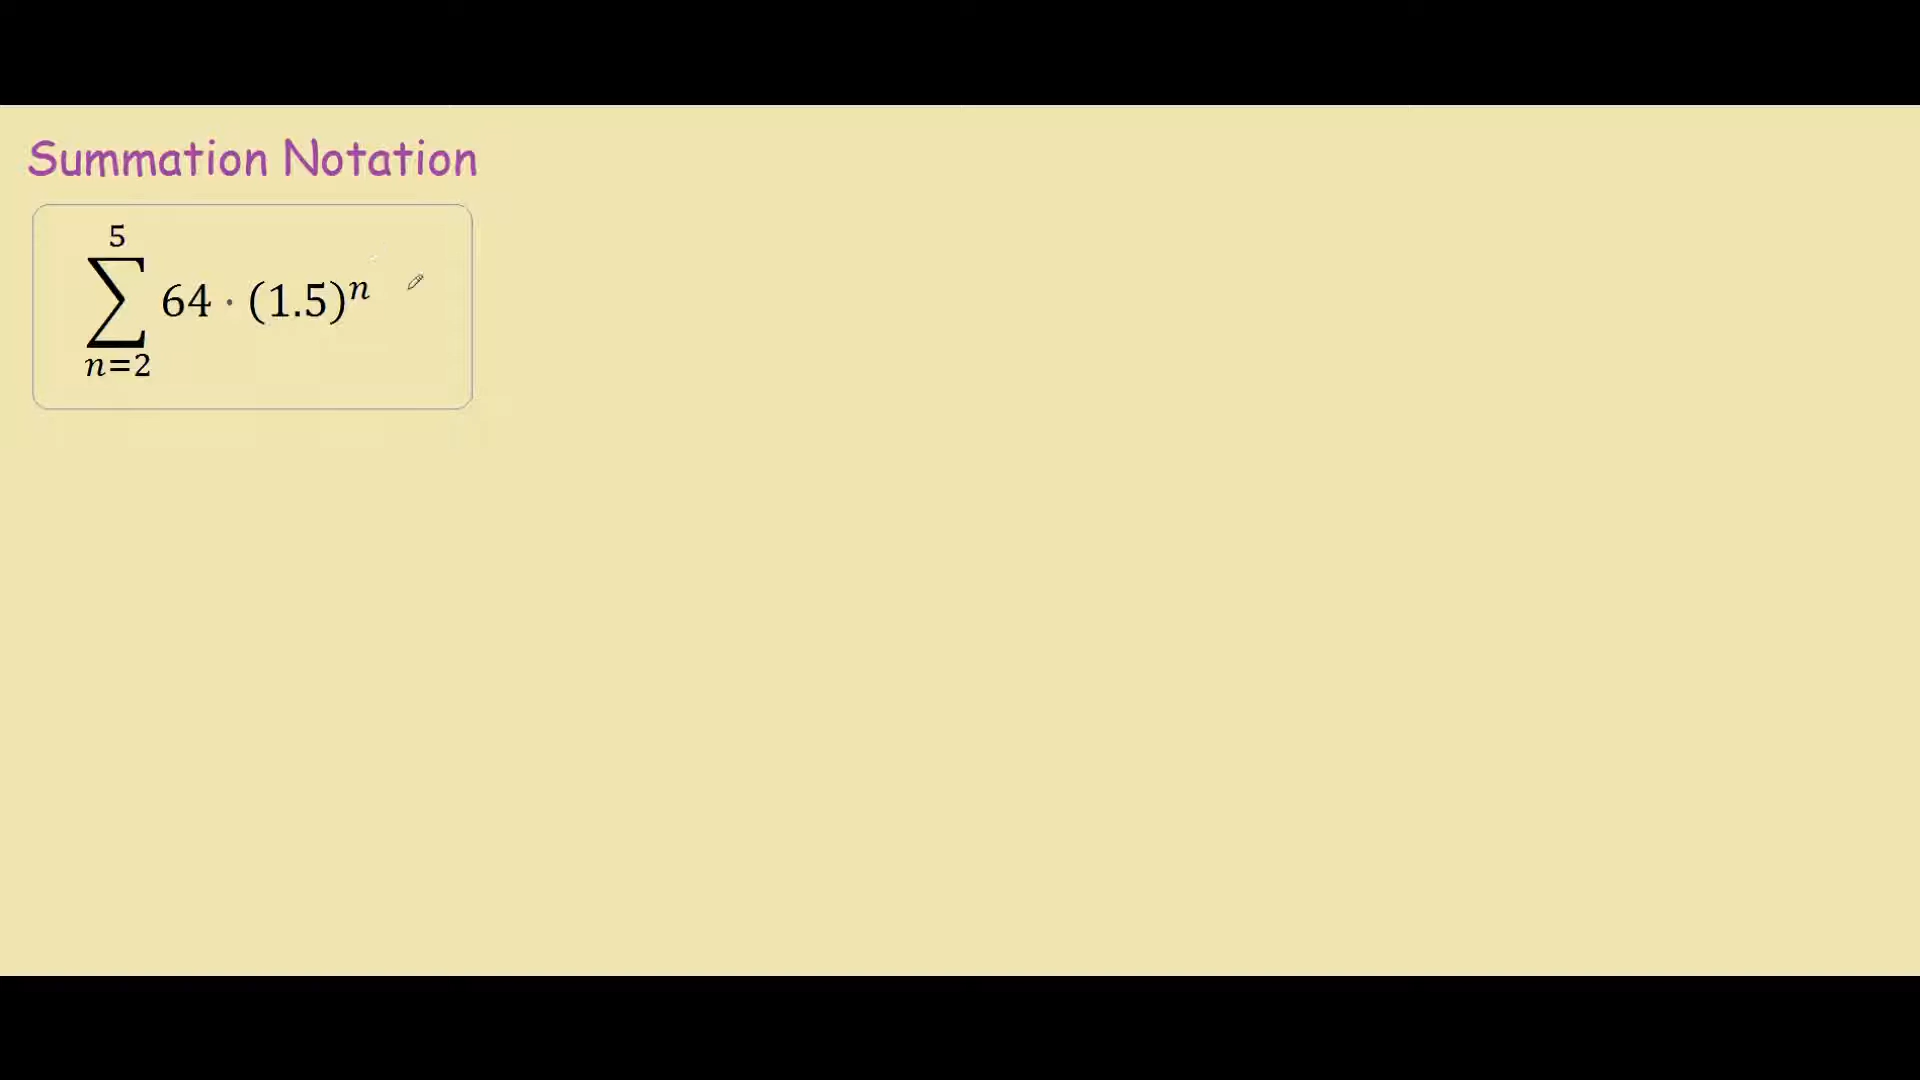 Summation Notation
5
∑ 64 · (1.5)ⁿ
n=2